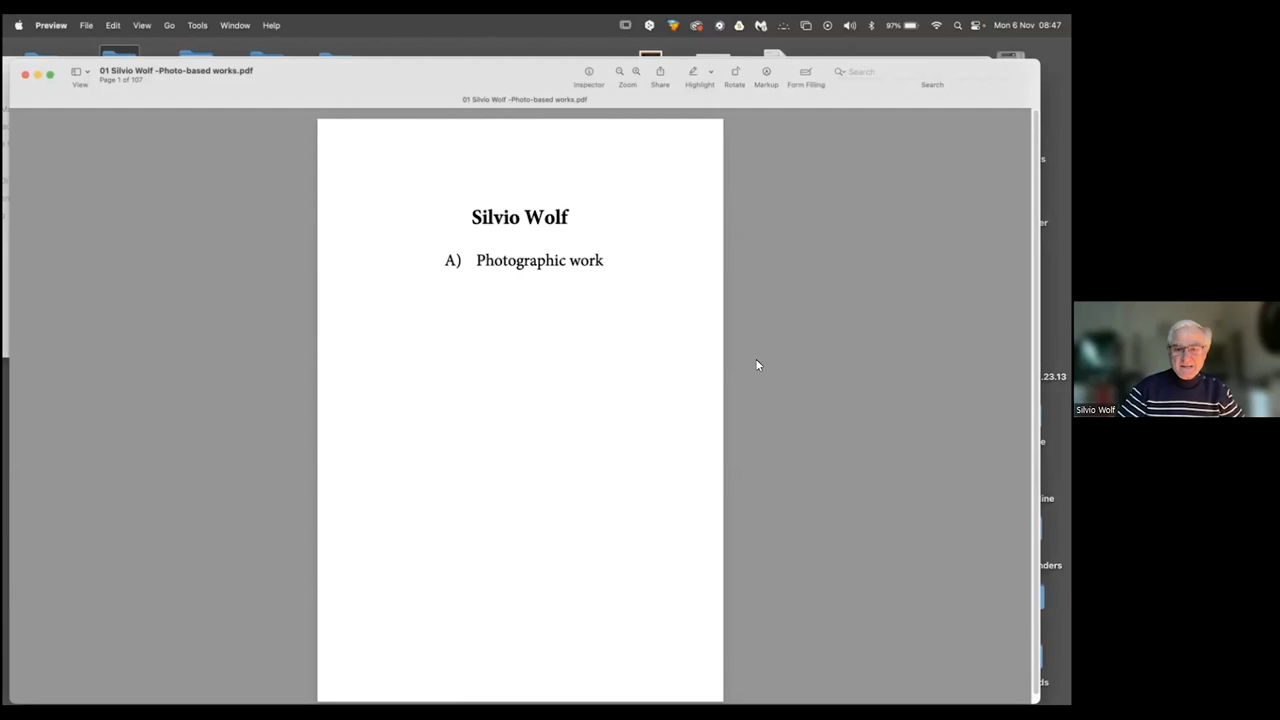 Preview File Edit View Go Tools Window Help 97% Mon 6 Nov 08:47
01 Silvio Wolf -Photo-based works.pdf
Page 1 of 107
View Inspector Zoom Share Highlight Rotate Markup Form Filling Search
Search
01 Silvio Wolf -Photo-based works.pdf
Silvio Wolf
A) Photographic work
.23.13
Silvio Wolf